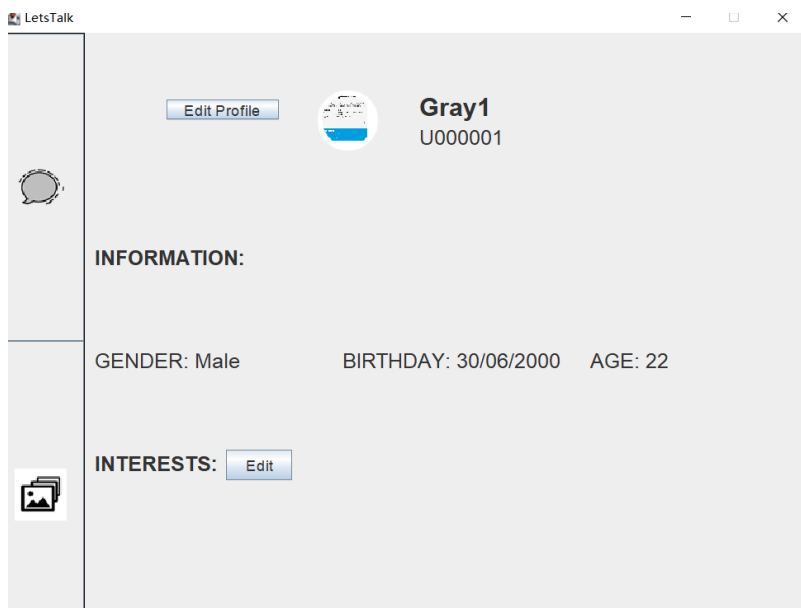 LetsTalk
Edit Profile
Gray1
U000001
INFORMATION:
GENDER: Male BIRTHDAY: 30/06/2000 AGE: 22
INTERESTS: Edit